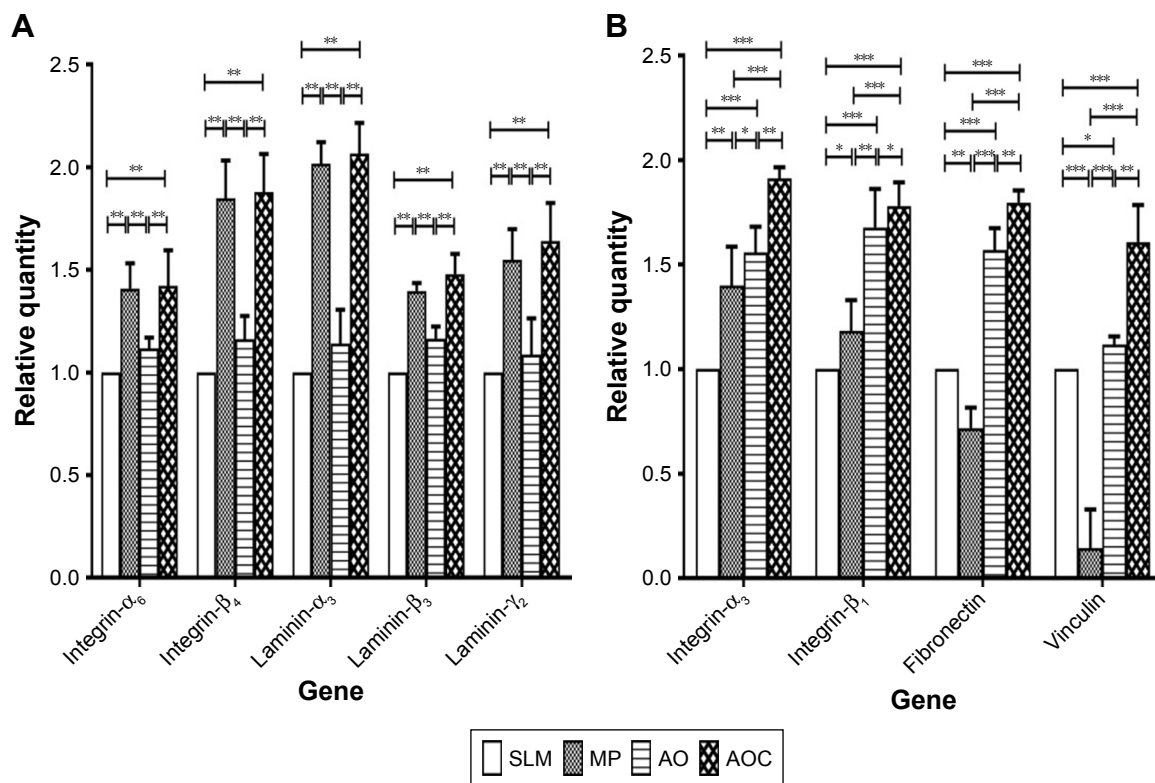 A
Relative quantity
2.5
2.0
1.5
1.0
0.5
0.0
**
** ** **
**
** ** **
**
** ** **
**
** ** **
**
** ** **
Integrin-α₆
Integrin-β₄
Laminin-α₃
Laminin-β₃
Laminin-γ₂
Gene
B
Relative quantity
2.5
2.0
1.5
1.0
0.5
0.0
***
***
***
** * **
***
***
***
* ** *
***
***
***
** *** **
***
***
*
*** *** **
Integrin-α₃
Integrin-β₁
Fibronectin
Vinculin
Gene
SLM MP AO AOC